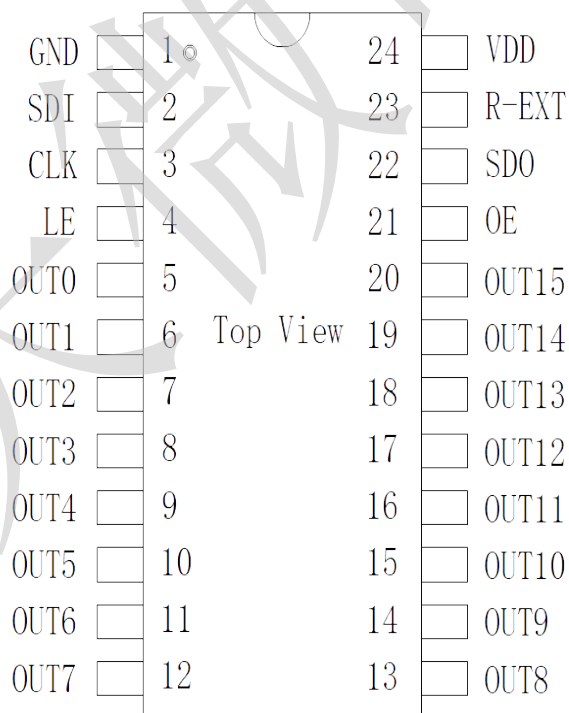 GND 1 24 VDD
SDI 2 23 R-EXT
CLK 3 22 SDO
LE 4 21 OE
OUT0 5 20 OUT15
OUT1 6 Top View 19 OUT14
OUT2 7 18 OUT13
OUT3 8 17 OUT12
OUT4 9 16 OUT11
OUT5 10 15 OUT10
OUT6 11 14 OUT9
OUT7 12 13 OUT8
微